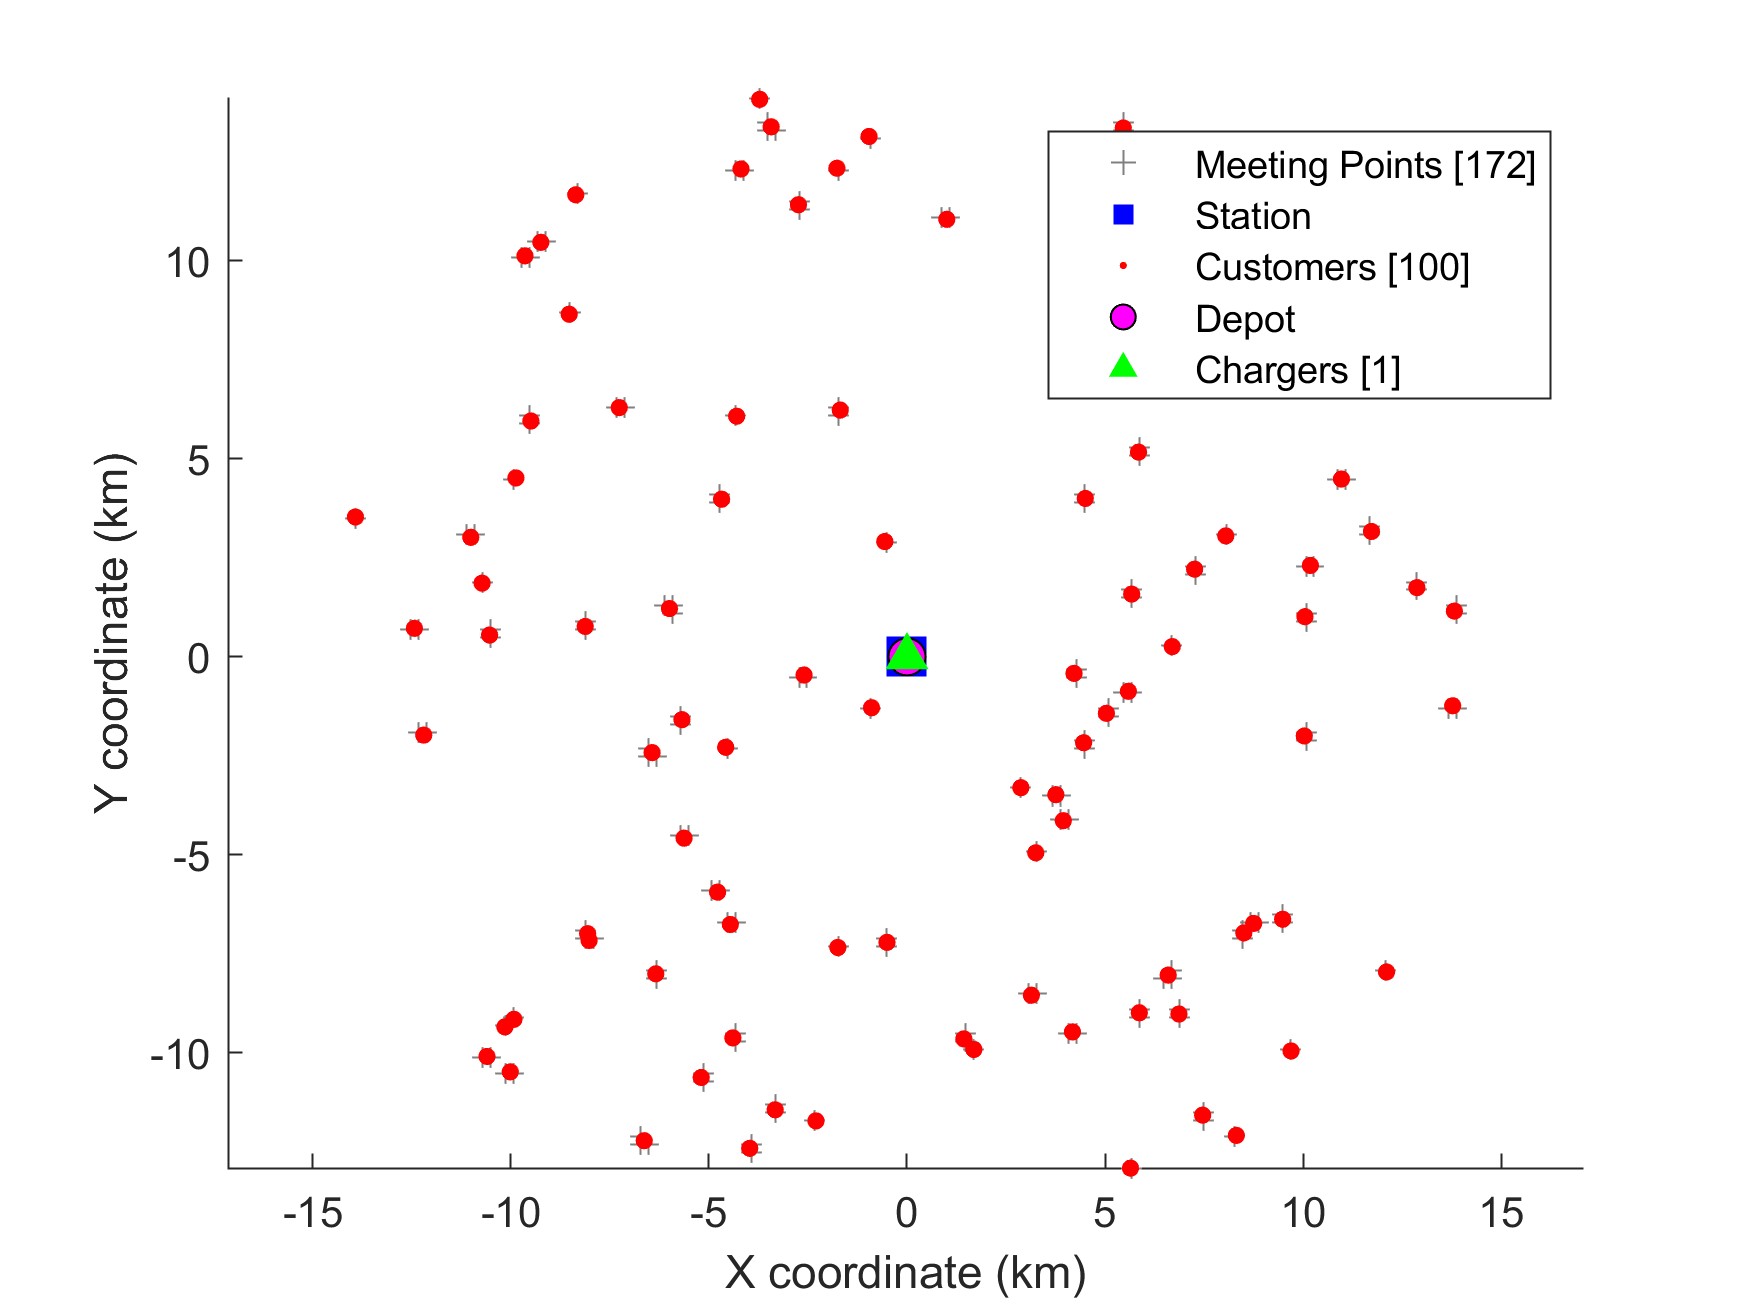 Meeting Points [172]
Station
Customers [100]
Depot
Chargers [1]
10
5
0
-5
-10
Y coordinate (km)
-15 -10 -5 0 5 10 15
X coordinate (km)